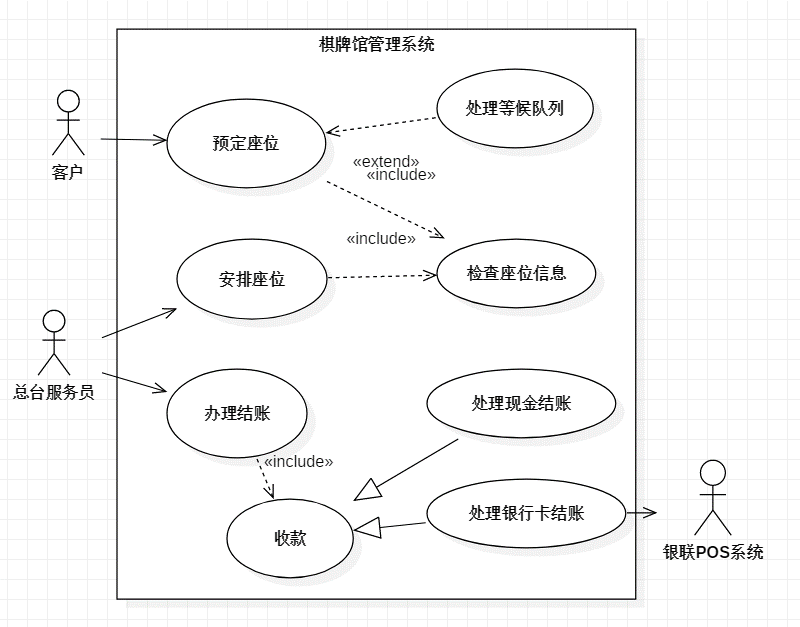 棋牌馆管理系统
处理等候队列
预定座位
«extend»
«include»
客户
«include»
安排座位
检查座位信息
总台服务员
办理结账
处理现金结账
«include»
收款
处理银行卡结账
银联POS系统